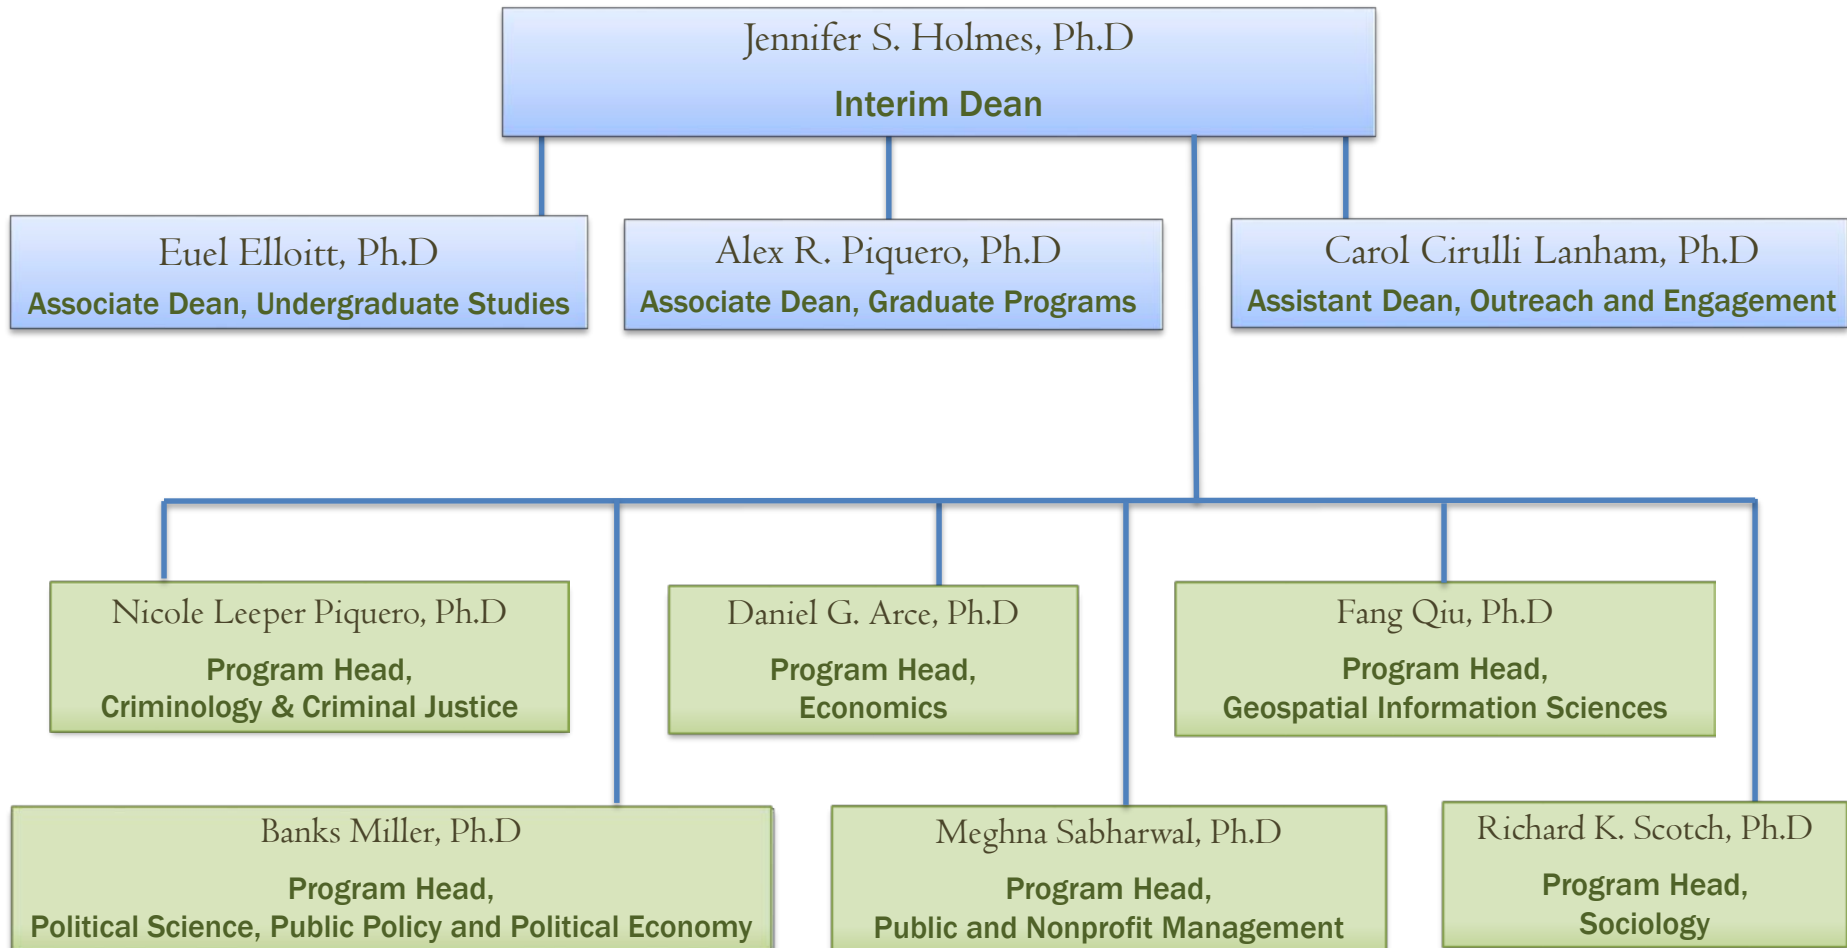 Jennifer S. Holmes, Ph.D
Interim Dean
Euel Elloitt, Ph.D
Associate Dean, Undergraduate Studies
Alex R. Piquero, Ph.D
Associate Dean, Graduate Programs
Carol Cirulli Lanham, Ph.D
Assistant Dean, Outreach and Engagement
Nicole Leeper Piquero, Ph.D
Program Head,
Criminology & Criminal Justice
Daniel G. Arce, Ph.D
Program Head,
Economics
Fang Qiu, Ph.D
Program Head,
Geospatial Information Sciences
Banks Miller, Ph.D
Program Head,
Political Science, Public Policy and Political Economy
Meghna Sabharwal, Ph.D
Program Head,
Public and Nonprofit Management
Richard K. Scotch, Ph.D
Program Head,
Sociology